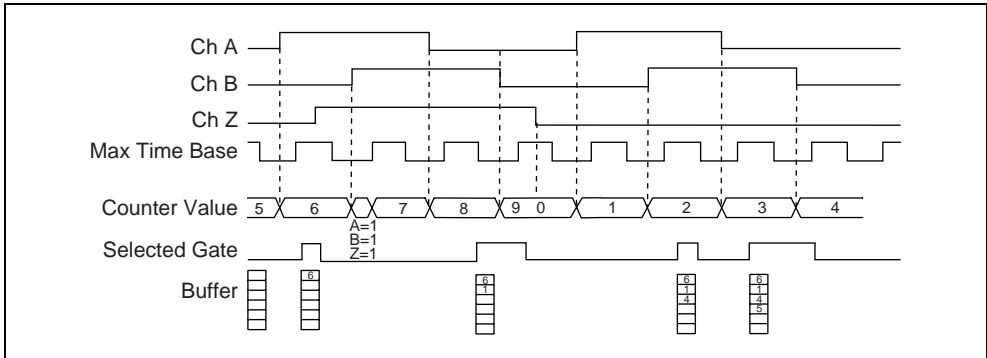 Ch A
Ch B
Ch Z
Max Time Base
Counter Value 5 6 7 8 9 0 1 2 3 4
A=1
B=1
Z=1
Selected Gate
Buffer
6
6
1
6
1
4
6
1
4
5